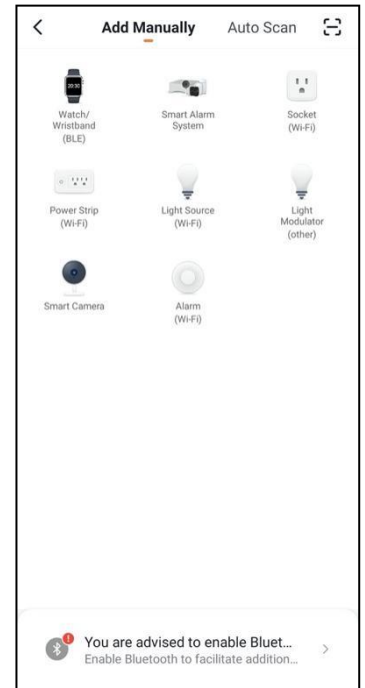 Add Manually Auto Scan
Watch/
Wristband
(BLE)
Smart Alarm
System
Socket
(Wi-Fi)
Power Strip
(Wi-Fi)
Light Source
(Wi-Fi)
Light
Modulator
(other)
Smart Camera
Alarm
(Wi-Fi)
You are advised to enable Bluet...
Enable Bluetooth to facilitate addition...